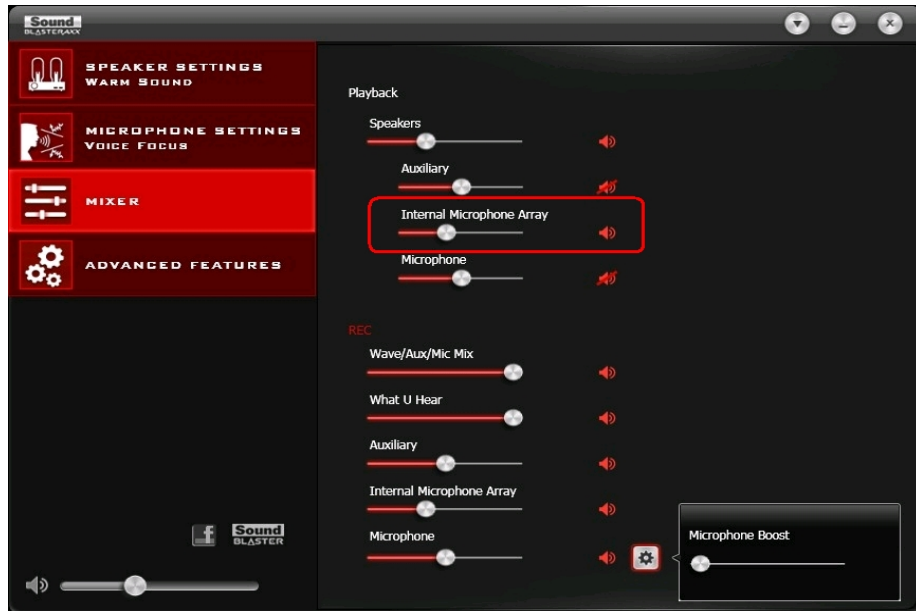 Sound
BLASTERAXX
SPEAKER SETTINGS
WARM SOUND
MICROPHONE SETTINGS
VOICE FOCUS
MIXER
ADVANCED FEATURES
Playback
Speakers
Auxiliary
Internal Microphone Array
Microphone
REC
Wave/Aux/Mic Mix
What U Hear
Auxiliary
Internal Microphone Array
Microphone
Microphone Boost
f
Sound
BLASTER